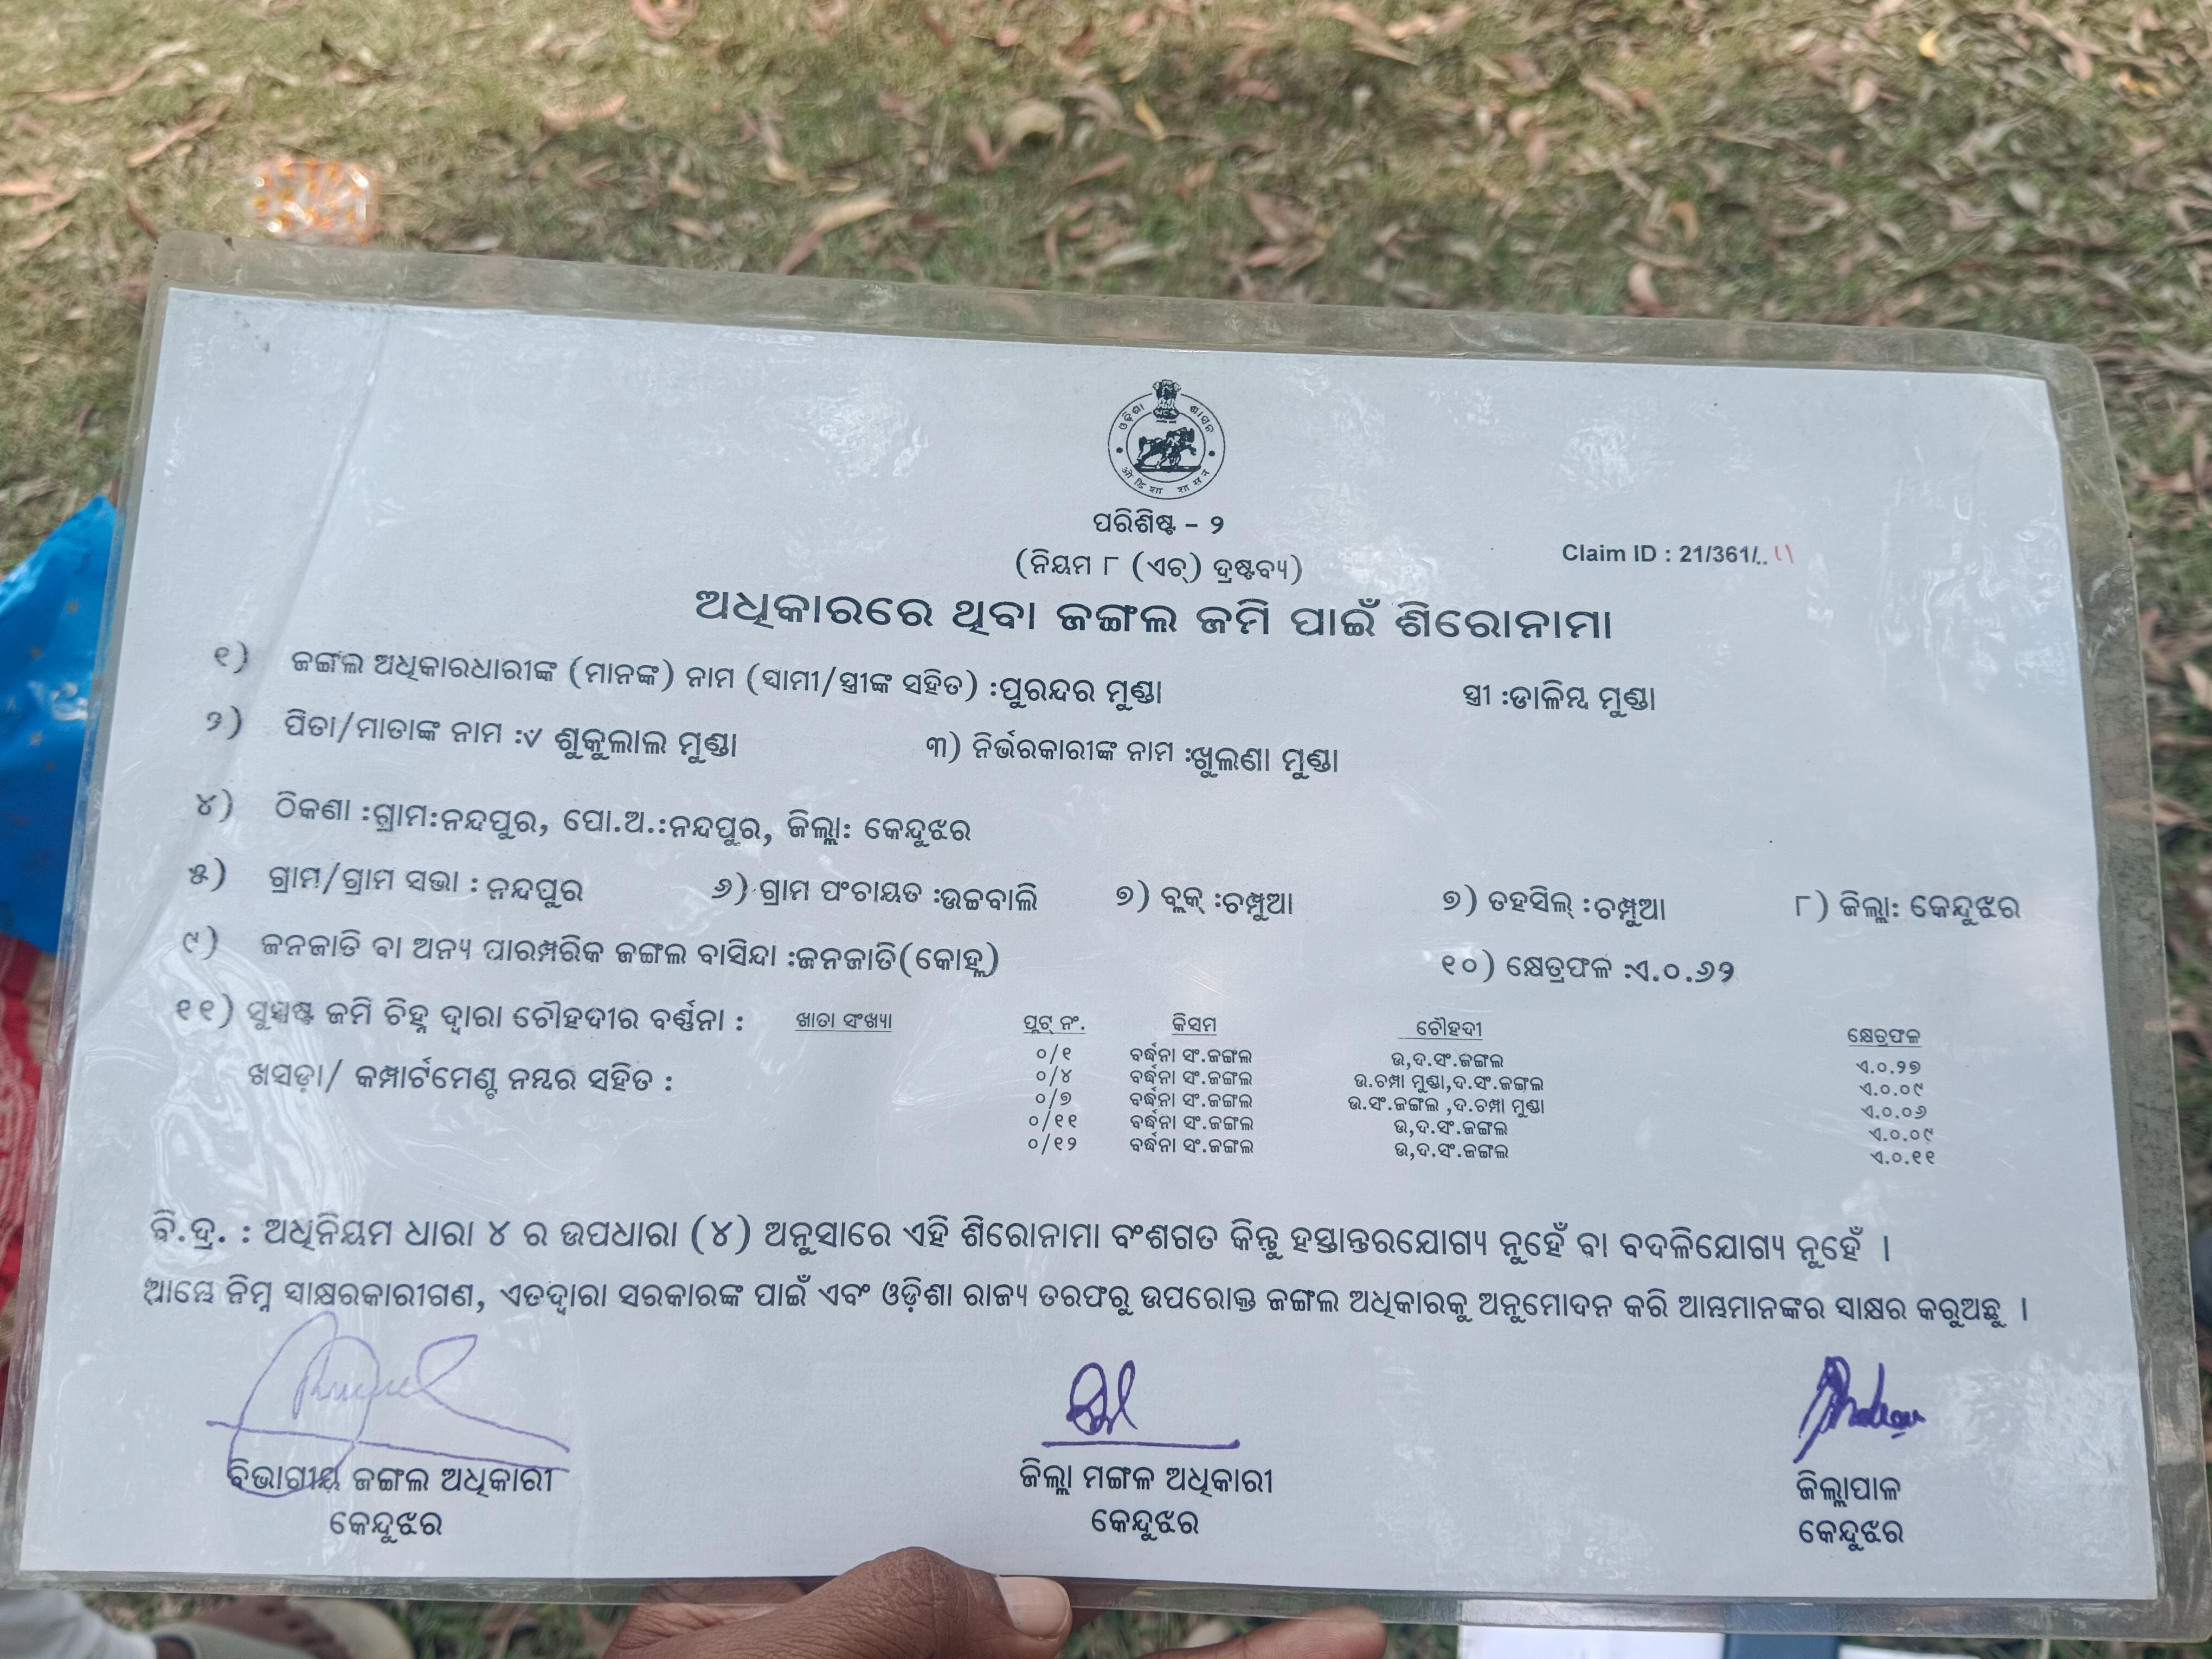 ଓଡ଼ିଶା ଶାସନ
ओडिशा शासन
ପରିଶିଷ୍ଟ - ୨
(ନିୟମ ୮ (ଏଚ୍) ଦ୍ରଷ୍ଟବ୍ୟ)
Claim ID : 21/361/..
ଅଧିକାରରେ ଥିବା ଜଙ୍ଗଲ ଜମି ପାଇଁ ଶିରୋନାମା
୧) ଜଙ୍ଗଲ ଅଧିକାରଧାରୀଙ୍କ (ମାନଙ୍କ) ନାମ (ସ୍ୱାମୀ/ସ୍ତ୍ରୀଙ୍କ ସହିତ) :ପୁରନ୍ଦର ମୁଣ୍ଡା ସ୍ତ୍ରୀ :ଡାଳିମ୍ବ ମୁଣ୍ଡା
୨) ପିତା/ମାତାଙ୍କ ନାମ : ଶୁକୁଲାଲ ମୁଣ୍ଡା ୩) ନିର୍ଭରକାରୀଙ୍କ ନାମ :ଖୁଲଣା ମୁଣ୍ଡା
୪) ଠିକଣା :ଗ୍ରାମ:ନନ୍ଦପୁର, ପୋ.ଅ.:ନନ୍ଦପୁର, ଜିଲ୍ଲା: କେନ୍ଦୁଝର
୫) ଗ୍ରାମ/ଗ୍ରାମ ସଭା : ନନ୍ଦପୁର ୬) ଗ୍ରାମ ପଂଚାୟତ :ଉଚ୍ଚବାଲି ୭) ବ୍ଲକ୍ :ଚମ୍ପୁଆ ୭) ତହସିଲ୍ :ଚମ୍ପୁଆ ୮) ଜିଲ୍ଲା: କେନ୍ଦୁଝର
୯) ଜନଜାତି ବା ଅନ୍ୟ ପାରମ୍ପରିକ ଜଙ୍ଗଲ ବାସିନ୍ଦା :ଜନଜାତି(କୋହ୍ଲ) ୧୦) କ୍ଷେତ୍ରଫଳ :ଏ.୦.୬୨
୧୧) ସୁସ୍ପଷ୍ଟ ଜମି ଚିହ୍ନ ଦ୍ୱାରା ଚୌହଦୀର ବର୍ଣ୍ଣନା : ଖାତା ସଂଖ୍ୟା ପ୍ଲଟ୍ ନଂ. କିସମ ଚୌହଦୀ କ୍ଷେତ୍ରଫଳ
ଖସଡ଼ା/ କମ୍ପାର୍ଟମେଣ୍ଟ ନମ୍ବର ସହିତ :
୦/୧ ବର୍ଦ୍ଧନା ସଂ.ଜଙ୍ଗଲ ଉ,ଦ.ସଂ.ଜଙ୍ଗଲ ଏ.୦.୨୭
୦/୪ ବର୍ଦ୍ଧନା ସଂ.ଜଙ୍ଗଲ ଉ.ଚମ୍ପା ମୁଣ୍ଡା,ଦ.ସଂ.ଜଙ୍ଗଲ ଏ.୦.୦୯
୦/୭ ବର୍ଦ୍ଧନା ସଂ.ଜଙ୍ଗଲ ଉ.ସଂ.ଜଙ୍ଗଲ ,ଦ.ଚମ୍ପା ମୁଣ୍ଡା ଏ.୦.୦୬
୦/୧୧ ବର୍ଦ୍ଧନା ସଂ.ଜଙ୍ଗଲ ଉ,ଦ.ସଂ.ଜଙ୍ଗଲ ଏ.୦.୦୯
୦/୧୨ ବର୍ଦ୍ଧନା ସଂ.ଜଙ୍ଗଲ ଉ,ଦ.ସଂ.ଜଙ୍ଗଲ ଏ.୦.୧୧
ବି.ଦ୍ର. : ଅଧିନିୟମ ଧାରା ୪ ର ଉପଧାରା (୪) ଅନୁସାରେ ଏହି ଶିରୋନାମା ବଂଶଗତ କିନ୍ତୁ ହସ୍ତାନ୍ତରଯୋଗ୍ୟ ନୁହେଁ ବା ବଦଳିଯୋଗ୍ୟ ନୁହେଁ ।
ଆମ୍ଭେ ନିମ୍ନ ସାକ୍ଷରକାରୀଗଣ, ଏତଦ୍ୱାରା ସରକାରଙ୍କ ପାଇଁ ଏବଂ ଓଡ଼ିଶା ରାଜ୍ୟ ତରଫରୁ ଉପରୋକ୍ତ ଜଙ୍ଗଲ ଅଧିକାରକୁ ଅନୁମୋଦନ କରି ଆମ୍ଭମାନଙ୍କର ସାକ୍ଷର କରୁଅଛୁ ।
ବିଭାଗୀୟ ଜଙ୍ଗଲ ଅଧିକାରୀ ଜିଲ୍ଲା ମଙ୍ଗଳ ଅଧିକାରୀ ଜିଲ୍ଲାପାଳ
କେନ୍ଦୁଝର କେନ୍ଦୁଝର କେନ୍ଦୁଝର